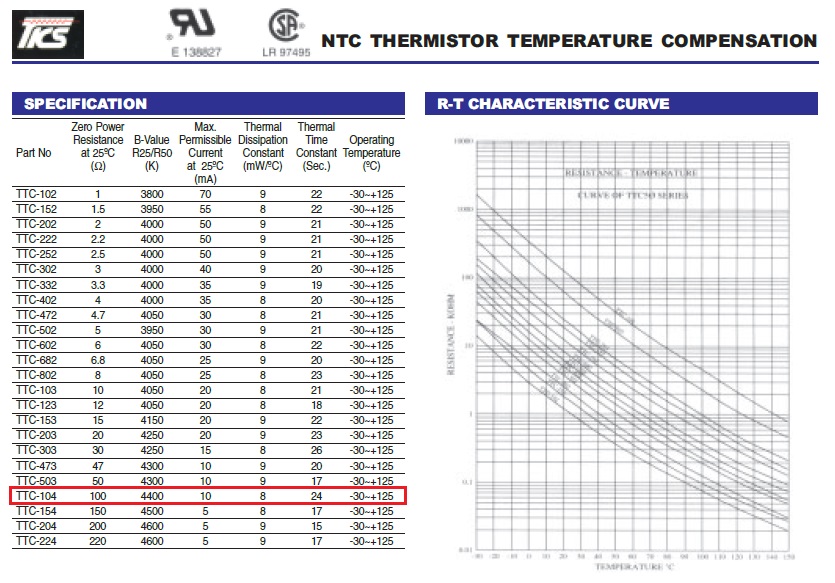 TKS
E 138827
LR 97495
NTC THERMISTOR TEMPERATURE COMPENSATION
SPECIFICATION
Part No Zero Power Resistance at 25ºC (Ω) B-Value R25/R50 (K) Max. Permissible Current at 25ºC (mA) Thermal Dissipation Constant (mW/ºC) Thermal Time Constant (Sec.) Operating Temperature (ºC)
TTC-102 1 3800 70 9 22 -30~+125
TTC-152 1.5 3950 55 8 22 -30~+125
TTC-202 2 4000 50 9 21 -30~+125
TTC-222 2.2 4000 50 9 21 -30~+125
TTC-252 2.5 4000 50 9 21 -30~+125
TTC-302 3 4000 40 9 20 -30~+125
TTC-332 3.3 4000 35 9 19 -30~+125
TTC-402 4 4000 35 8 20 -30~+125
TTC-472 4.7 4050 30 8 21 -30~+125
TTC-502 5 3950 30 9 21 -30~+125
TTC-602 6 4050 30 8 22 -30~+125
TTC-682 6.8 4050 25 9 20 -30~+125
TTC-802 8 4050 25 8 23 -30~+125
TTC-103 10 4050 20 8 21 -30~+125
TTC-123 12 4050 20 8 18 -30~+125
TTC-153 15 4150 20 9 22 -30~+125
TTC-203 20 4250 20 9 23 -30~+125
TTC-303 30 4250 15 8 26 -30~+125
TTC-473 47 4300 10 9 20 -30~+125
TTC-503 50 4300 10 9 17 -30~+125
TTC-104 100 4400 10 8 24 -30~+125
TTC-154 150 4500 5 8 17 -30~+125
TTC-204 200 4600 5 9 15 -30~+125
TTC-224 220 4600 5 9 17 -30~+125
R-T CHARACTERISTIC CURVE
RESISTANCE - TEMPERATURE
CURVE OF TTC503 SERIES
RESISTANCE - KOHM
10000
1000
100
10
1
0.1
0.01
-30 -20 -10 0 10 20 30 40 50 60 70 80 90 100 110 120 130 140 150
TEMPERATURE ºC